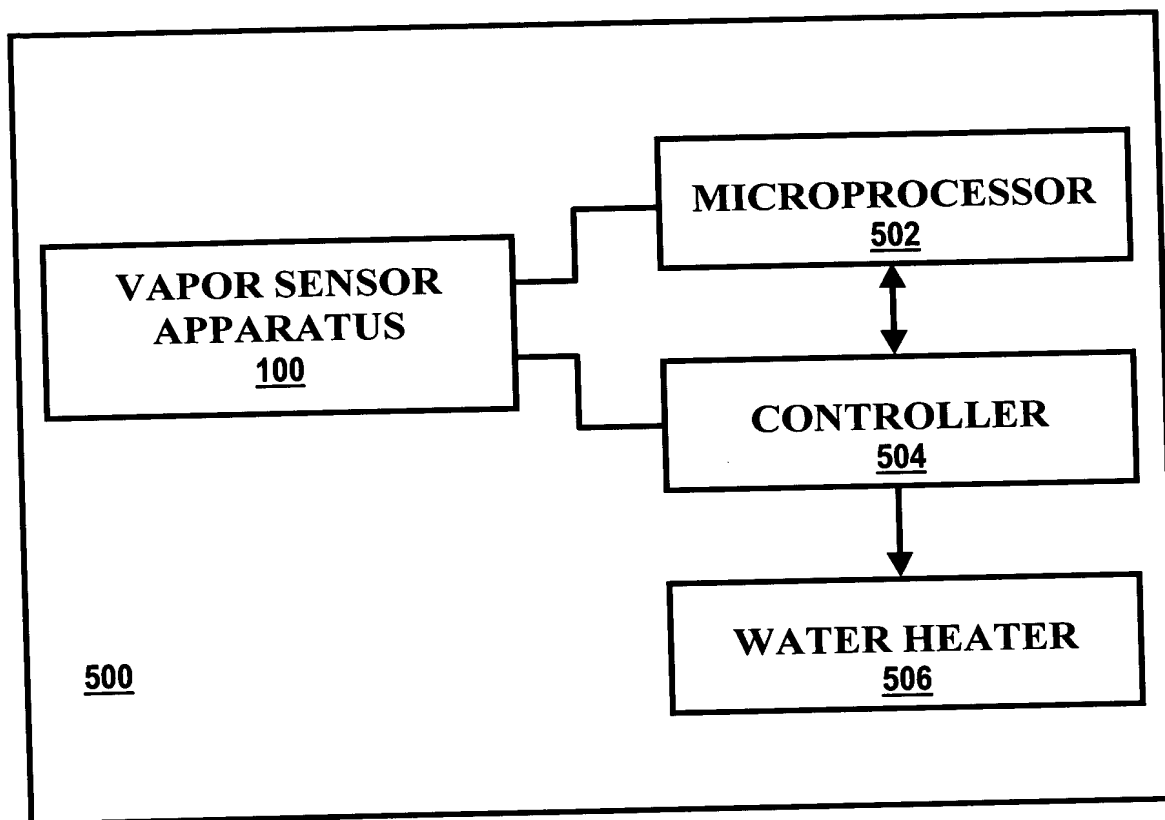 MICROPROCESSOR
502
VAPOR SENSOR
APPARATUS
100
CONTROLLER
504
WATER HEATER
506
500